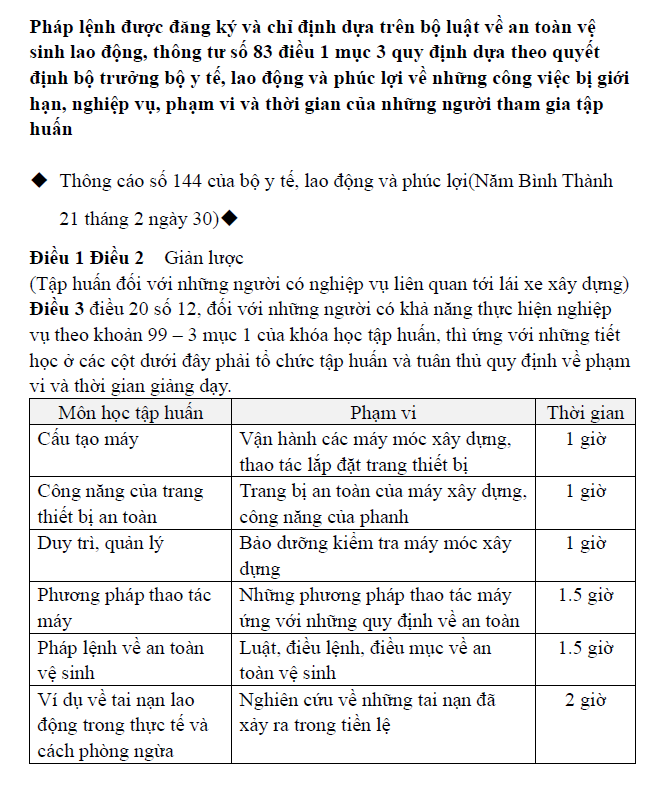 Pháp lệnh được đăng ký và chỉ định dựa trên bộ luật về an toàn vệ
sinh lao động, thông tư số 83 điều 1 mục 3 quy định dựa theo quyết
định bộ trưởng bộ y tế, lao động và phúc lợi về những công việc bị giới
hạn, nghiệp vụ, phạm vi và thời gian của những người tham gia tập
huấn
◆ Thông cáo số 144 của bộ y tế, lao động và phúc lợi(Năm Bình Thành
21 tháng 2 ngày 30)◆
Điều 1 Điều 2 Giản lược
(Tập huấn đối với những người có nghiệp vụ liên quan tới lái xe xây dựng)
Điều 3 điều 20 số 12, đối với những người có khả năng thực hiện nghiệp
vụ theo khoản 99 – 3 mục 1 của khóa học tập huấn, thì ứng với những tiết
học ở các cột dưới đây phải tổ chức tập huấn và tuân thủ quy định về phạm
vi và thời gian giảng dạy.
Môn học tập huấn Phạm vi Thời gian
Cấu tạo máy Vận hành các máy móc xây dựng, 1 giờ
thao tác lắp đặt trang thiết bị
Công năng của trang Trang bị an toàn của máy xây dựng, 1 giờ
thiết bị an toàn công năng của phanh
Duy trì, quản lý Bảo dưỡng kiểm tra máy móc xây 1 giờ
dựng
Phương pháp thao tác Những phương pháp thao tác máy 1.5 giờ
máy ứng với những quy định về an toàn
Pháp lệnh về an toàn Luật, điều lệnh, điều mục về an 1.5 giờ
vệ sinh toàn vệ sinh
Ví dụ về tai nạn lao Nghiên cứu về những tai nạn đã 2 giờ
động trong thực tế và xảy ra trong tiền lệ
cách phòng ngừa